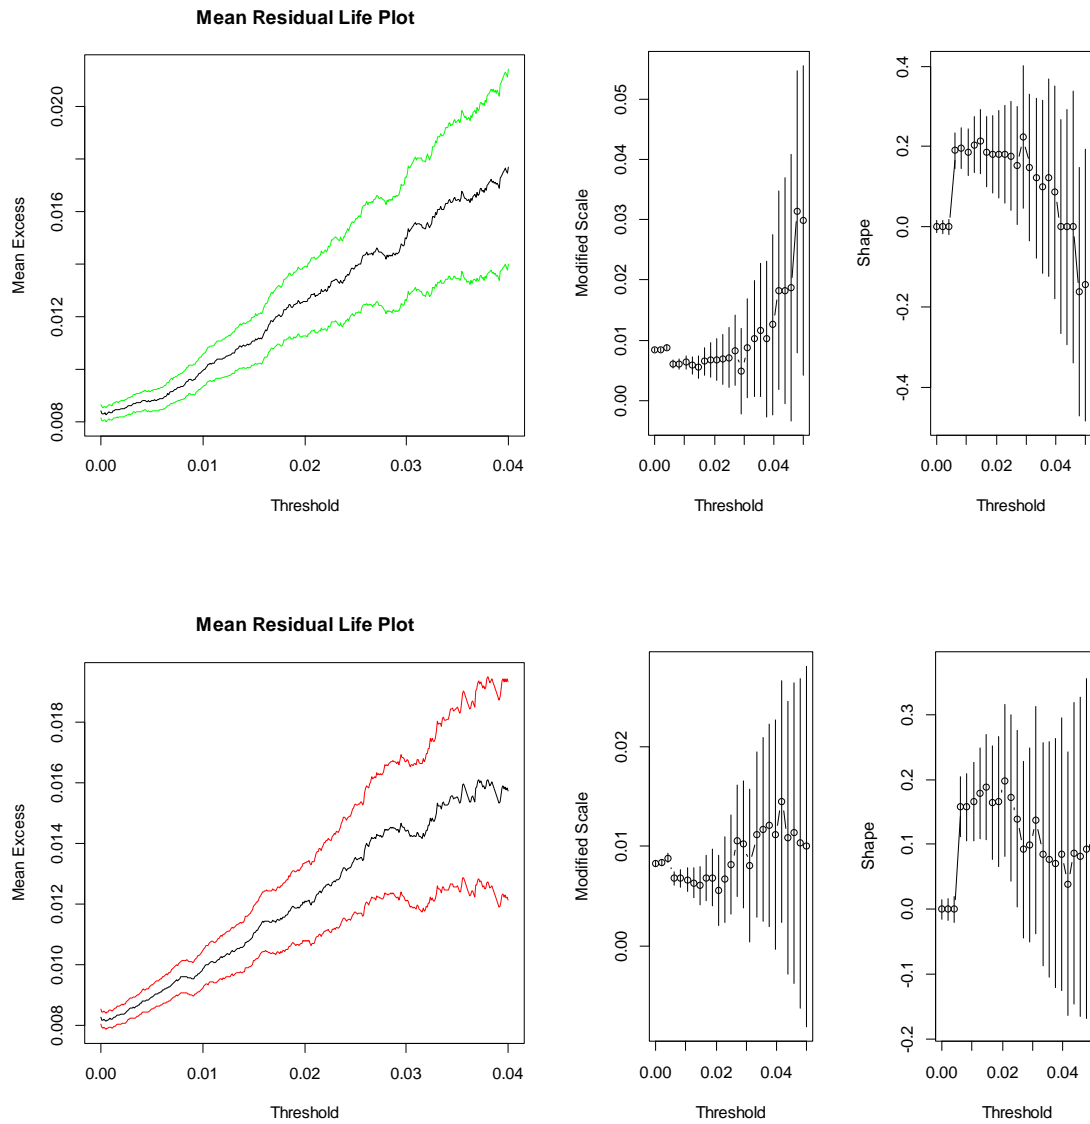 Mean Residual Life Plot
Mean Excess
0.020
0.016
0.012
0.008
0.00 0.01 0.02 0.03 0.04
Threshold
Modified Scale
0.05
0.04
0.03
0.02
0.01
0.00
0.00 0.02 0.04
Threshold
Shape
0.4
0.2
0.0
-0.2
-0.4
0.00 0.02 0.04
Threshold
Mean Residual Life Plot
Mean Excess
0.018
0.016
0.014
0.012
0.010
0.008
0.00 0.01 0.02 0.03 0.04
Threshold
Modified Scale
0.02
0.01
0.00
0.00 0.02 0.04
Threshold
Shape
0.3
0.2
0.1
0.0
-0.1
-0.2
0.00 0.02 0.04
Threshold